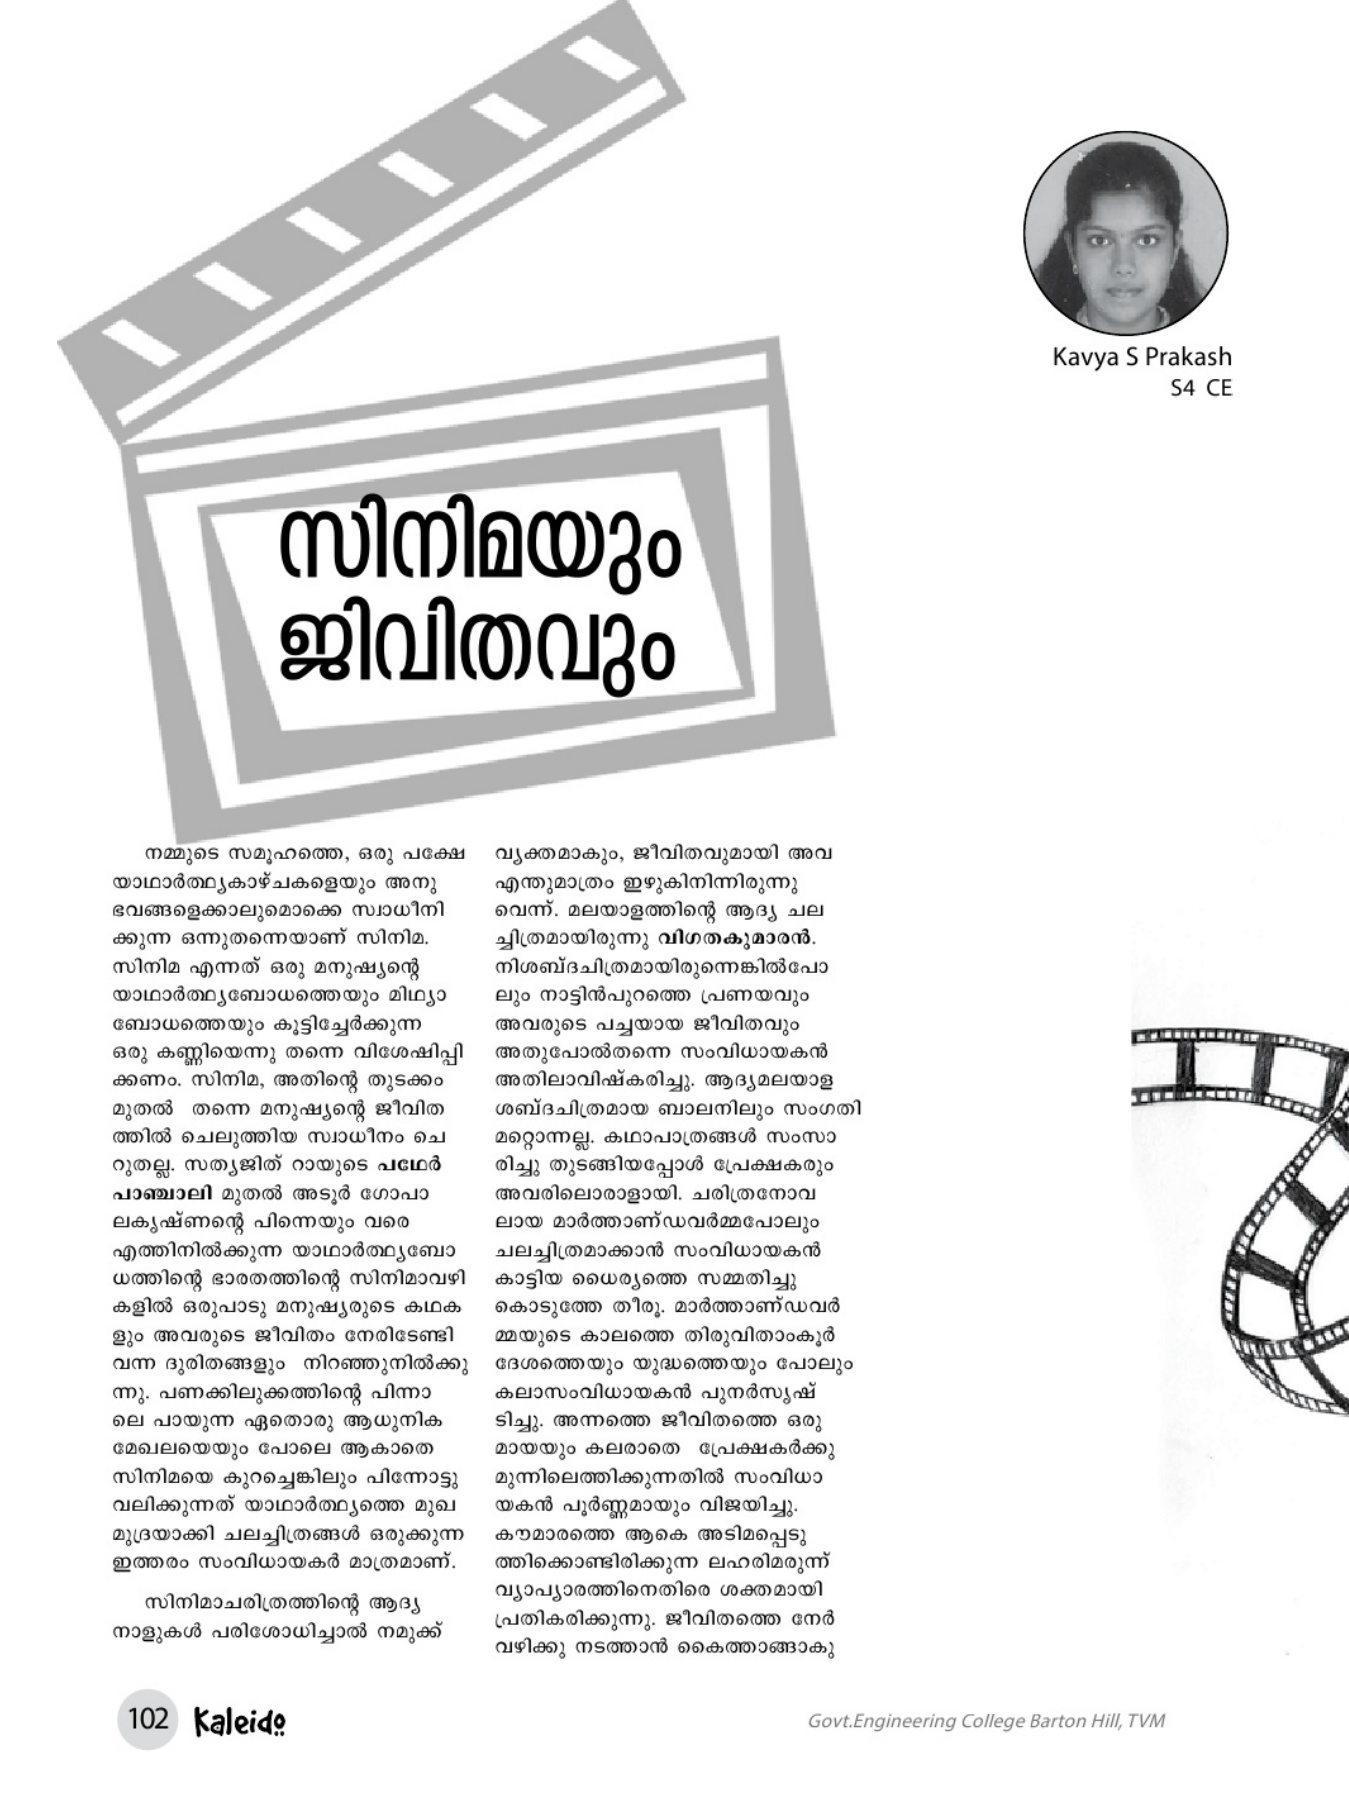 Kavya S Prakash
S4 CE
സിനിമയും
ജിവിതവും
നമ്മുടെ സമൂഹത്തെ, ഒരു പക്ഷേ
യാഥാർത്ഥ്യകാഴ്ചകളെയും അനു
ഭവങ്ങളെക്കാലുമൊക്കെ സ്വാധീനി
ക്കുന്ന ഒന്നുതന്നെയാണ് സിനിമ.
സിനിമ എന്നത് ഒരു മനുഷ്യന്റെ
യാഥാർത്ഥ്യബോധത്തെയും മിഥ്യാ
ബോധത്തെയും കൂട്ടിച്ചേർക്കുന്ന
ഒരു കണ്ണിയെന്നു തന്നെ വിശേഷിപ്പി
ക്കണം. സിനിമ, അതിന്റെ തുടക്കം
മുതൽ തന്നെ മനുഷ്യന്റെ ജീവിത
ത്തിൽ ചെലുത്തിയ സ്വാധീനം ചെ
റുതല്ല. സത്യജിത് റായുടെ പഥേർ
പാഞ്ചാലി മുതൽ അടൂർ ഗോപാ
ലകൃഷ്ണന്റെ പിന്നെയും വരെ
എത്തിനിൽക്കുന്ന യാഥാർത്ഥ്യബോ
ധത്തിന്റെ ഭാരതത്തിന്റെ സിനിമാവഴി
കളിൽ ഒരുപാടു മനുഷ്യരുടെ കഥക
ളും അവരുടെ ജീവിതം നേരിടേണ്ടി
വന്ന ദുരിതങ്ങളും നിറഞ്ഞുനിൽക്കു
ന്നു. പണക്കിലുക്കത്തിന്റെ പിന്നാ
ലെ പായുന്ന ഏതൊരു ആധുനിക
മേഖലയെയും പോലെ ആകാതെ
സിനിമയെ കുറച്ചെങ്കിലും പിന്നോട്ടു
വലിക്കുന്നത് യാഥാർത്ഥ്യത്തെ മുഖ
മുദ്രയാക്കി ചലച്ചിത്രങ്ങൾ ഒരുക്കുന്ന
ഇത്തരം സംവിധായകർ മാത്രമാണ്.
സിനിമാചരിത്രത്തിന്റെ ആദ്യ
നാളുകൾ പരിശോധിച്ചാൽ നമുക്ക്
വ്യക്തമാകും, ജീവിതവുമായി അവ
എന്തുമാത്രം ഇഴുകിനിന്നിരുന്നു
വെന്ന്. മലയാളത്തിന്റെ ആദ്യ ചല
ച്ചിത്രമായിരുന്നു വിഗതകുമാരൻ.
നിശബ്ദചിത്രമായിരുന്നെങ്കിൽപോ
ലും നാട്ടിൻപുറത്തെ പ്രണയവും
അവരുടെ പച്ചയായ ജീവിതവും
അതുപോൽതന്നെ സംവിധായകൻ
അതിലാവിഷ്കരിച്ചു. ആദ്യമലയാള
ശബ്ദചിത്രമായ ബാലനിലും സംഗതി
മറ്റൊന്നല്ല. കഥാപാത്രങ്ങൾ സംസാ
രിച്ചു തുടങ്ങിയപ്പോൾ പ്രേക്ഷകരും
അവരിലൊരാളായി. ചരിത്രനോവ
ലായ മാർത്താണ്ഡവർമ്മപോലും
ചലച്ചിത്രമാക്കാൻ സംവിധായകൻ
കാട്ടിയ ധൈര്യത്തെ സമ്മതിച്ചു
കൊടുത്തേ തീരൂ. മാർത്താണ്ഡവർ
മ്മയുടെ കാലത്തെ തിരുവിതാംകൂർ
ദേശത്തെയും യുദ്ധത്തെയും പോലും
കലാസംവിധായകൻ പുനർസൃഷ്
ടിച്ചു. അന്നത്തെ ജീവിതത്തെ ഒരു
മായയും കലരാതെ പ്രേക്ഷകർക്കു
മുന്നിലെത്തിക്കുന്നതിൽ സംവിധാ
യകൻ പൂർണ്ണമായും വിജയിച്ചു.
കൗമാരത്തെ ആകെ അടിമപ്പെടു
ത്തിക്കൊണ്ടിരിക്കുന്ന ലഹരിമരുന്ന്
വ്യാപ്യാരത്തിനെതിരെ ശക്തമായി
പ്രതികരിക്കുന്നു. ജീവിതത്തെ നേർ
വഴിക്കു നടത്താൻ കൈത്താങ്ങാകു
102 Kaleido
Govt.Engineering College Barton Hill, TVM